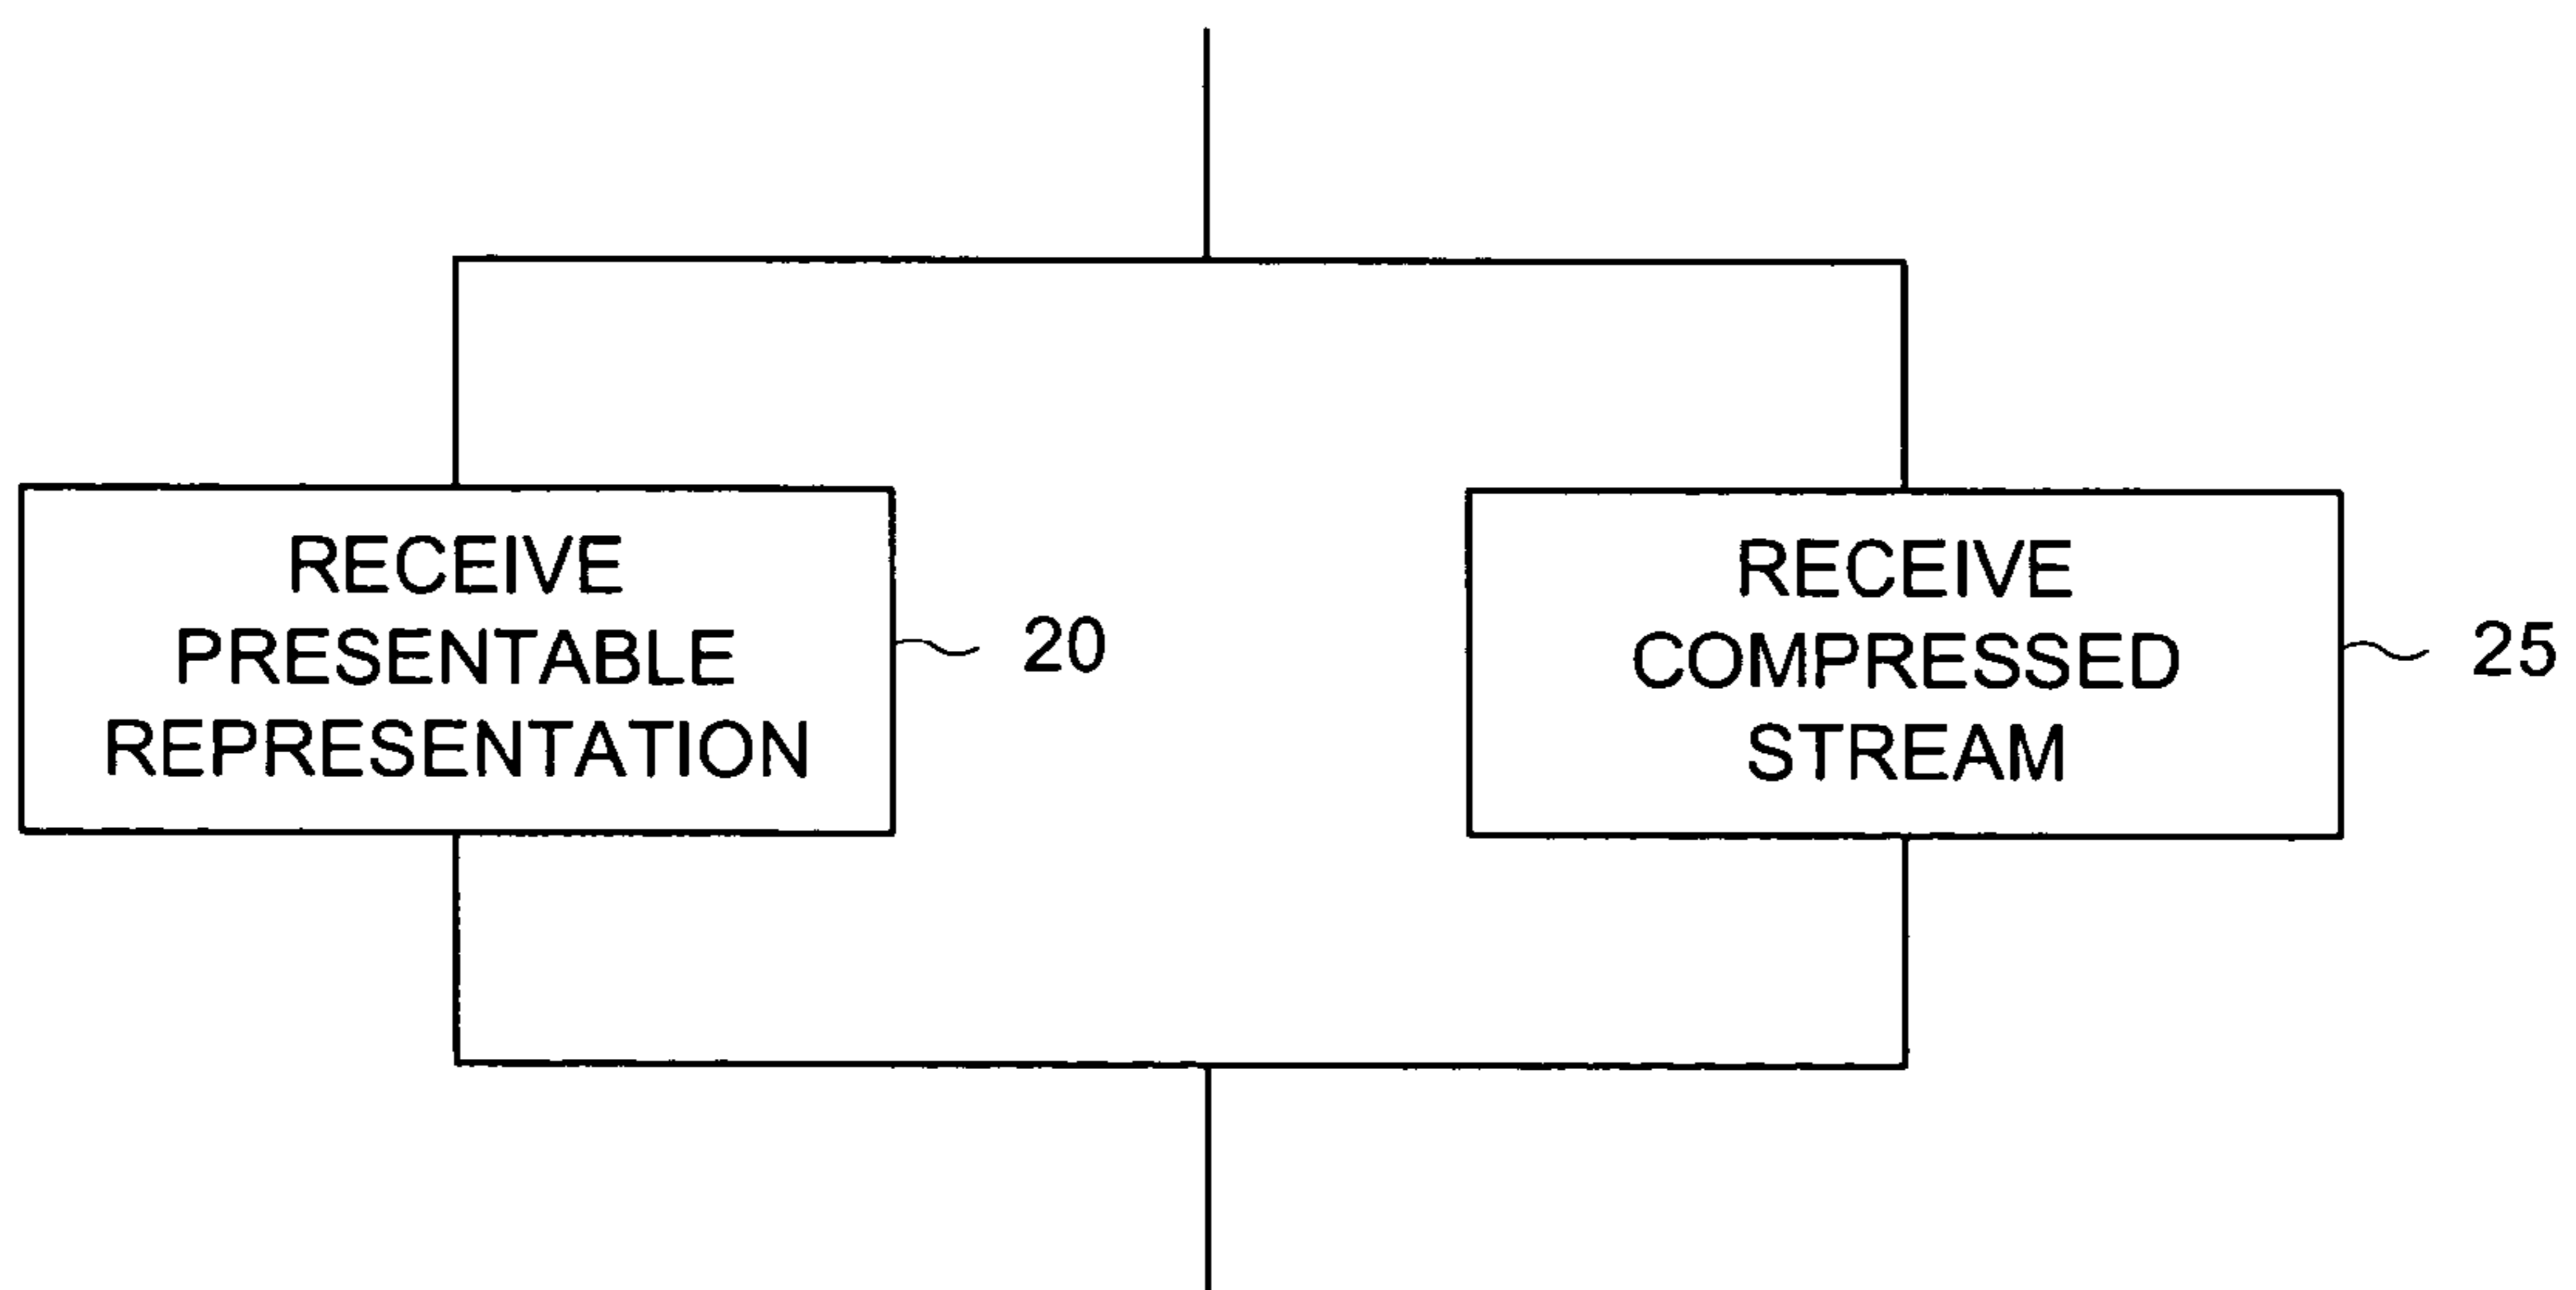 RECEIVE
PRESENTABLE
REPRESENTATION
20
RECEIVE
COMPRESSED
STREAM
25